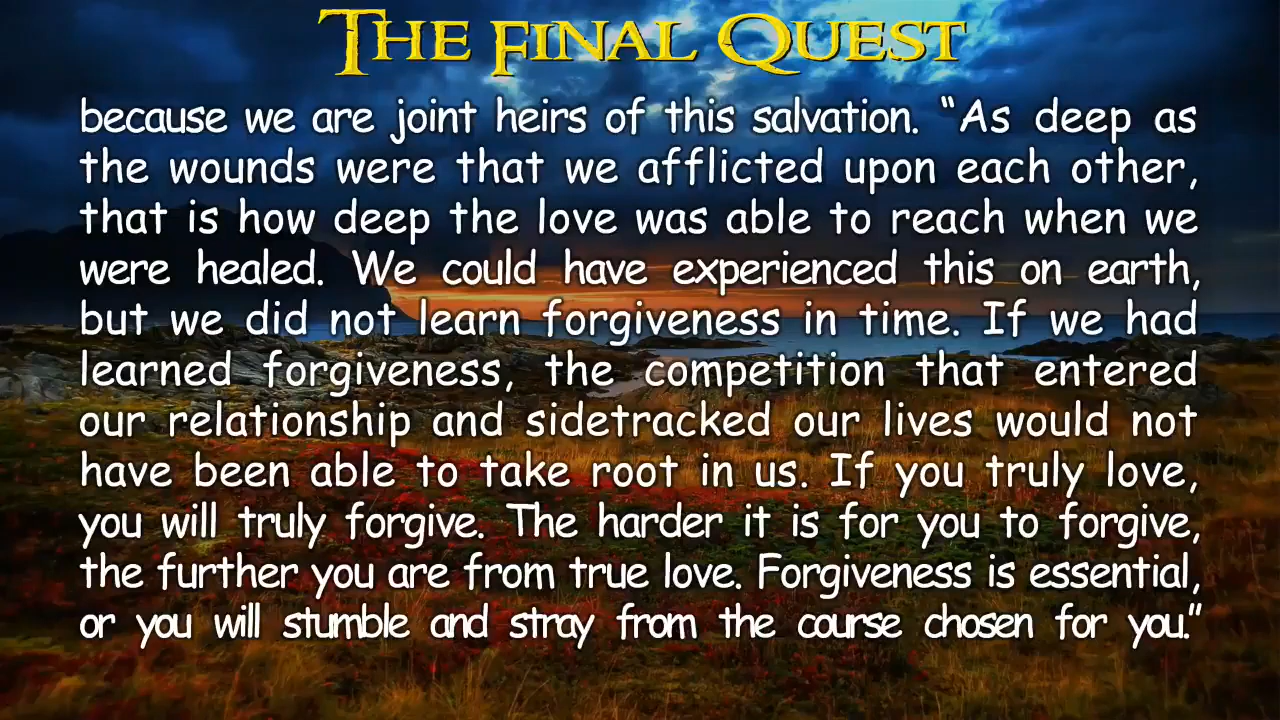 THE FINAL QUEST
because we are joint heirs of this salvation. “As deep as
the wounds were that we afflicted upon each other,
that is how deep the love was able to reach when we
were healed. We could have experienced this on earth,
but we did not learn forgiveness in time. If we had
learned forgiveness, the competition that entered
our relationship and sidetracked our lives would not
have been able to take root in us. If you truly love,
you will truly forgive. The harder it is for you to forgive,
the further you are from true love. Forgiveness is essential,
or you will stumble and stray from the course chosen for you.”